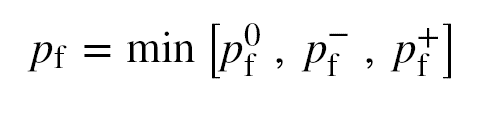 p_f = min [p_f^0 , p_f^- , p_f^+]